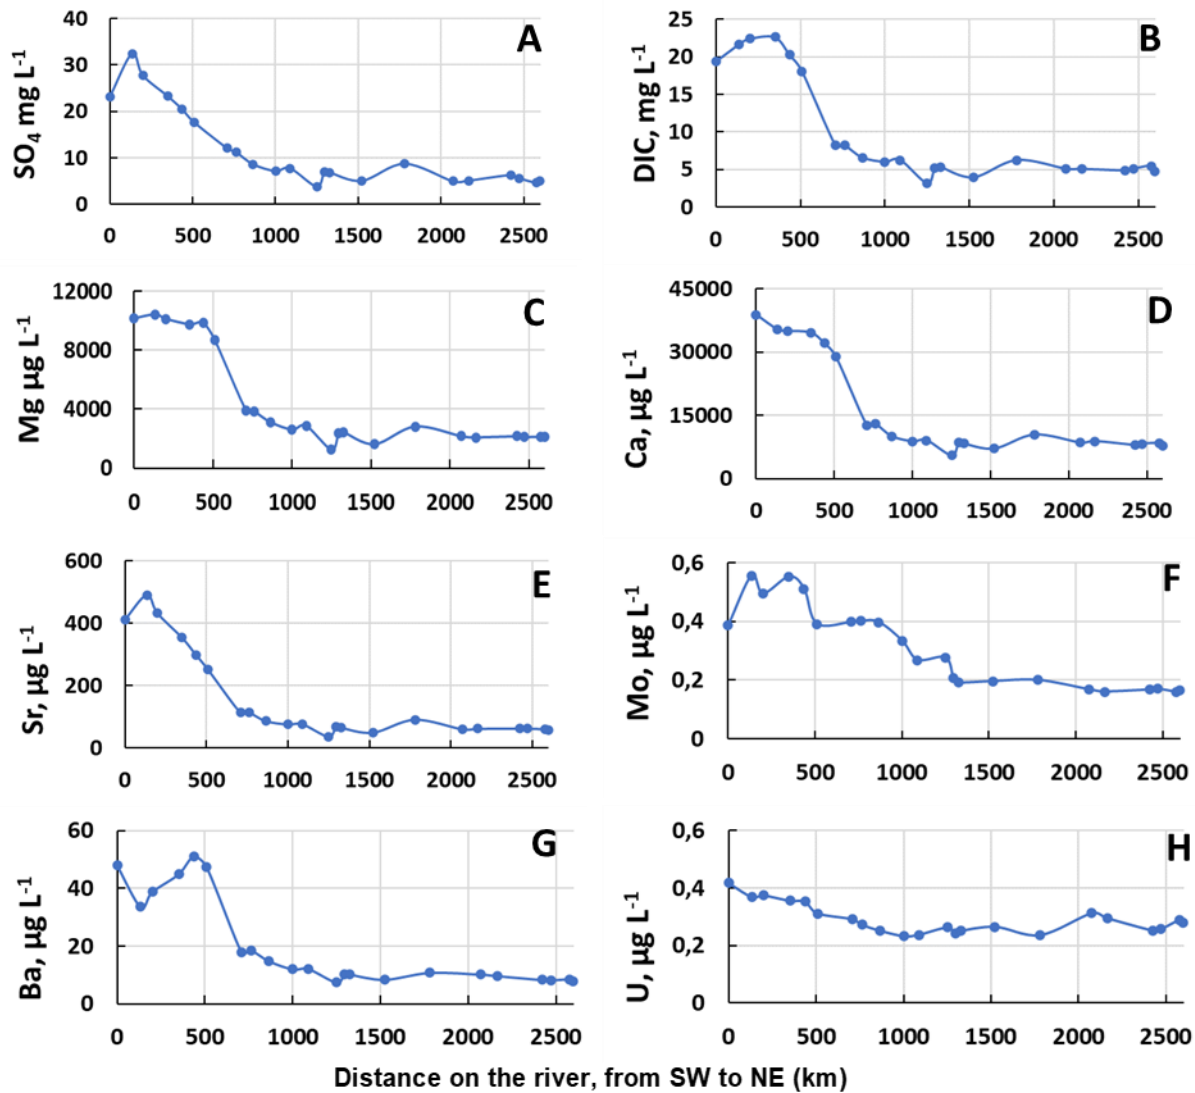 A
SO4 mg L-1
40
30
20
10
0
0 500 1000 1500 2000 2500
B
DIC, mg L-1
25
20
15
10
5
0
0 500 1000 1500 2000 2500
C
Mg µg L-1
12000
8000
4000
0
0 500 1000 1500 2000 2500
D
Ca, µg L-1
45000
30000
15000
0
0 500 1000 1500 2000 2500
E
Sr, µg L-1
600
400
200
0
0 500 1000 1500 2000 2500
F
Mo, µg L-1
0,6
0,4
0,2
0
0 500 1000 1500 2000 2500
G
Ba, µg L-1
60
40
20
0
0 500 1000 1500 2000 2500
H
U, µg L-1
0,6
0,4
0,2
0
0 500 1000 1500 2000 2500
Distance on the river, from SW to NE (km)